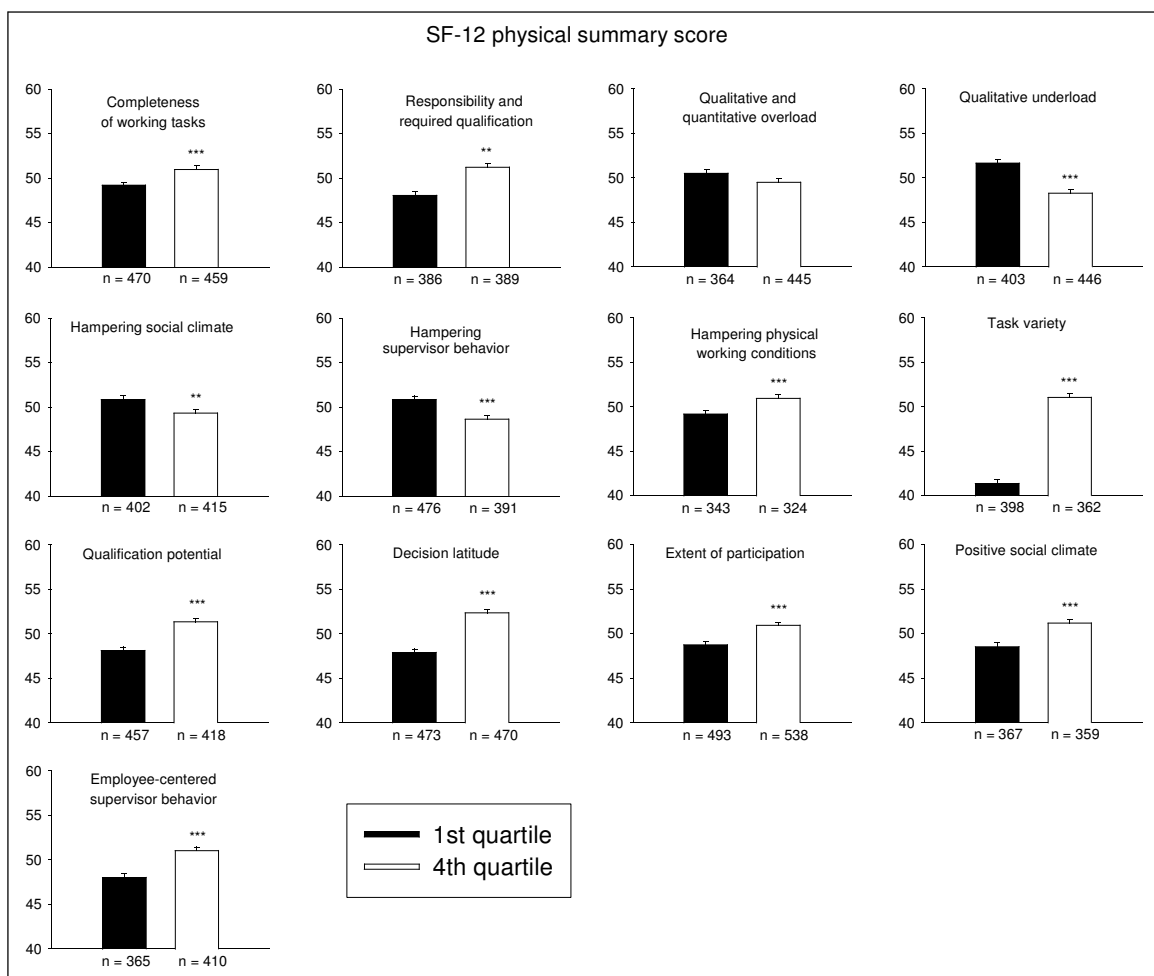 SF-12 physical summary score
Completeness
of working tasks
60
55
50
45
40
***
n = 470
n = 459
Responsibility and
required qualification
60
55
50
45
40
**
n = 386
n = 389
Qualitative and
quantitative overload
60
55
50
45
40
n = 364
n = 445
Qualitative underload
60
55
50
45
40
***
n = 403
n = 446
Hampering social climate
60
55
50
45
40
**
n = 402
n = 415
Hampering
supervisor behavior
60
55
50
45
40
***
n = 476
n = 391
Hampering physical
working conditions
60
55
50
45
40
***
n = 343
n = 324
Task variety
60
55
50
45
40
***
n = 398
n = 362
Qualification potential
60
55
50
45
40
***
n = 457
n = 418
Decision latitude
60
55
50
45
40
***
n = 473
n = 470
Extent of participation
60
55
50
45
40
***
n = 493
n = 538
Positive social climate
60
55
50
45
40
***
n = 367
n = 359
Employee-centered
supervisor behavior
60
55
50
45
40
***
n = 365
n = 410
1st quartile
4th quartile